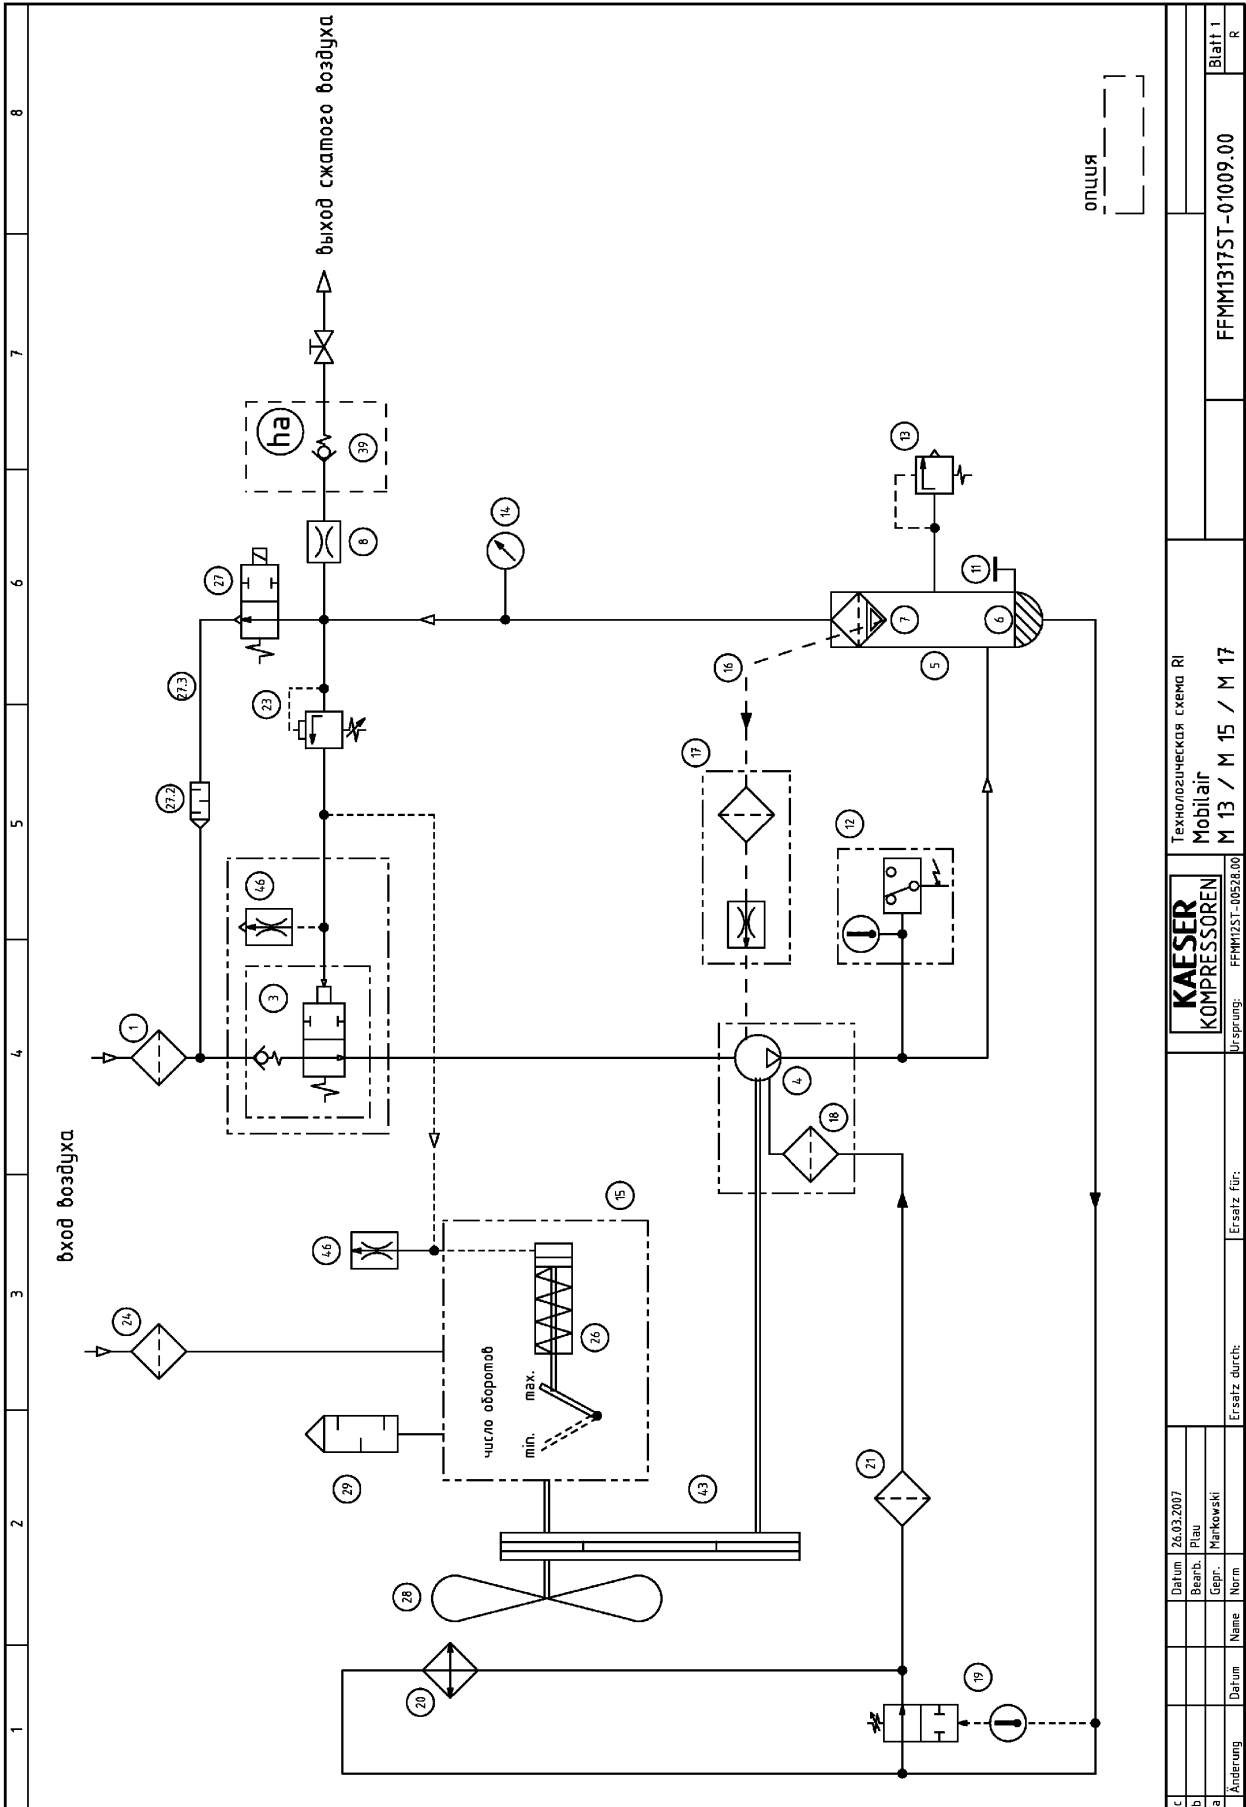 1
2
3
4
5
6
7
8
вход воздуха
выход сжатого воздуха
1
3
46
27.2
27.3
27
23
8
39
ha
14
24
29
46
15
26
число оборотов
min.
max.
28
43
20
19
21
18
4
12
17
16
5
6
7
11
13
опция
c
b
a
Änderung
Datum
Name
Datum 26.03.2007
Bearb. Plau
Gepr. Markowski
Norm
Ersatz durch:
Ersatz für:
Ursprung: FFMM12ST-00528.00
KAESER
KOMPRESSOREN
Технологическая схема RI
Mobilair
M 13 / M 15 / M 17
FFMM1317ST-01009.00
Blatt 1
R